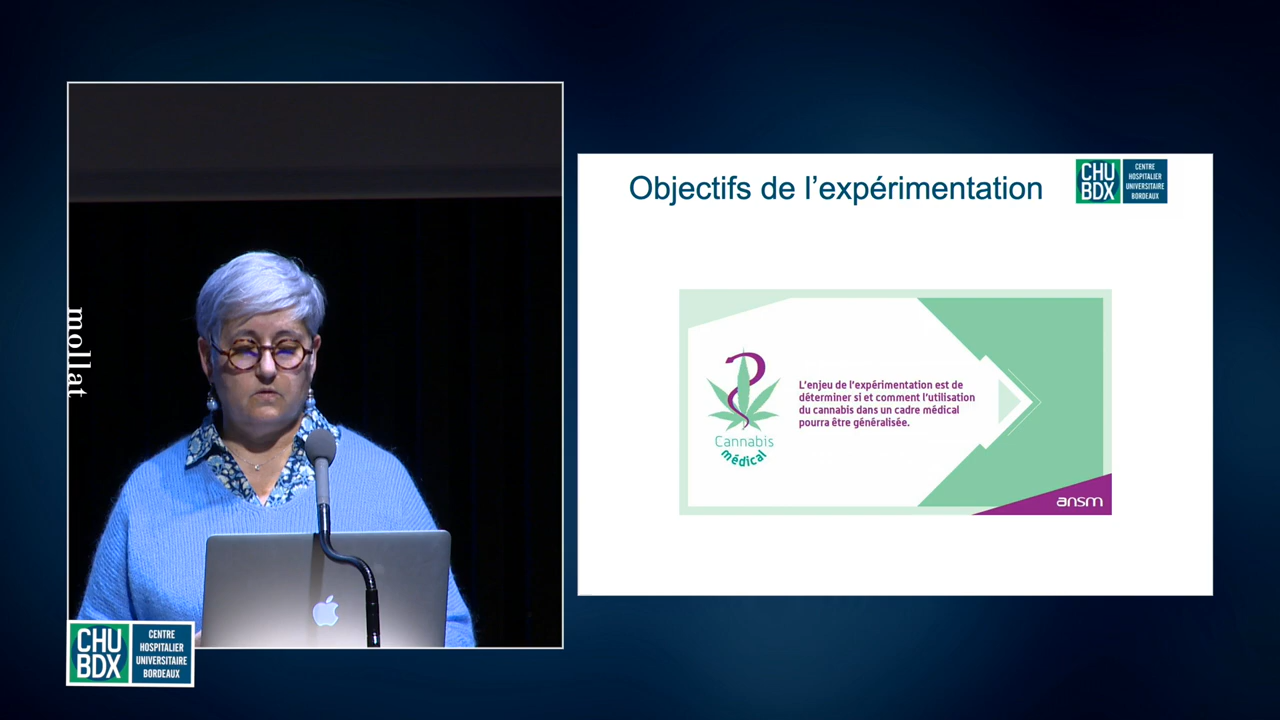 mollat
CHU
BDX
CENTRE
HOSPITALIER
UNIVERSITAIRE
BORDEAUX
Objectifs de l’expérimentation
CHU
BDX
CENTRE
HOSPITALIER
UNIVERSITAIRE
BORDEAUX
Cannabis
médical
L’enjeu de l’expérimentation est de
déterminer si et comment l’utilisation
du cannabis dans un cadre médical
pourra être généralisée.
ansm